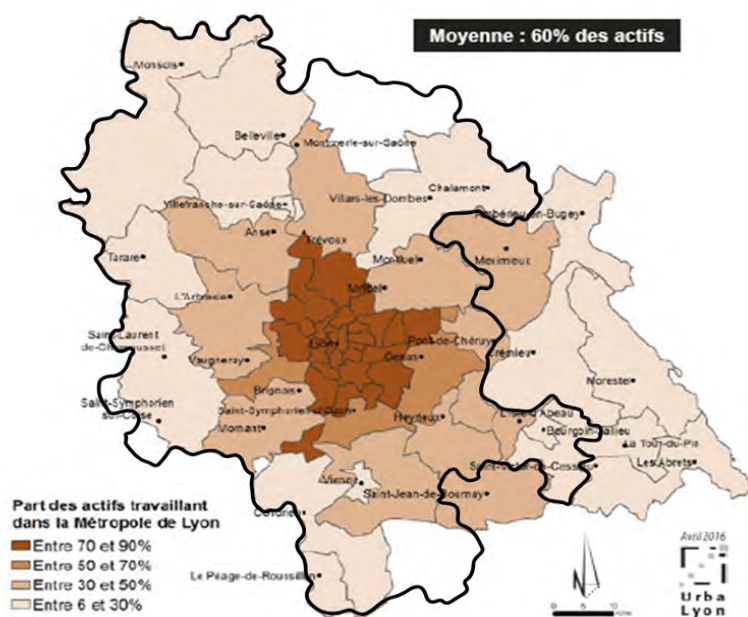 Moyenne : 60% des actifs
Monsols
Belleville
Montmerle-sur-Saône
Villars-les-Dombes
Chalamont
Villefranche-sur-Saône
Ambérieu-en-Bugey
Anse
Trévoux
Tarare
Montluel
Meximieux
Miribel
L'Arbresle
Lyon
Pont-de-Chéruy
Saint-Laurent
de-Chamousset
Vaugneray
Genas
Crémieu
Morestel
Brignais
Saint-Symphorien
sur-Coise
Saint-Symphorien-d'Ozon
Mornant
Heyrieux
L'Isle-d'Abeau
Bourgoin-Jallieu
La Tour-du-Pin
Les Abrets
Vienne
Saint-Jean-de-Bournay
Condrieu
Le Péage-de-Roussillon
Part des actifs travaillant
dans la Métropole de Lyon
Entre 70 et 90%
Entre 50 et 70%
Entre 30 et 50%
Entre 6 et 30%
N
0
5
10
Avril 2016
Urba
Lyon